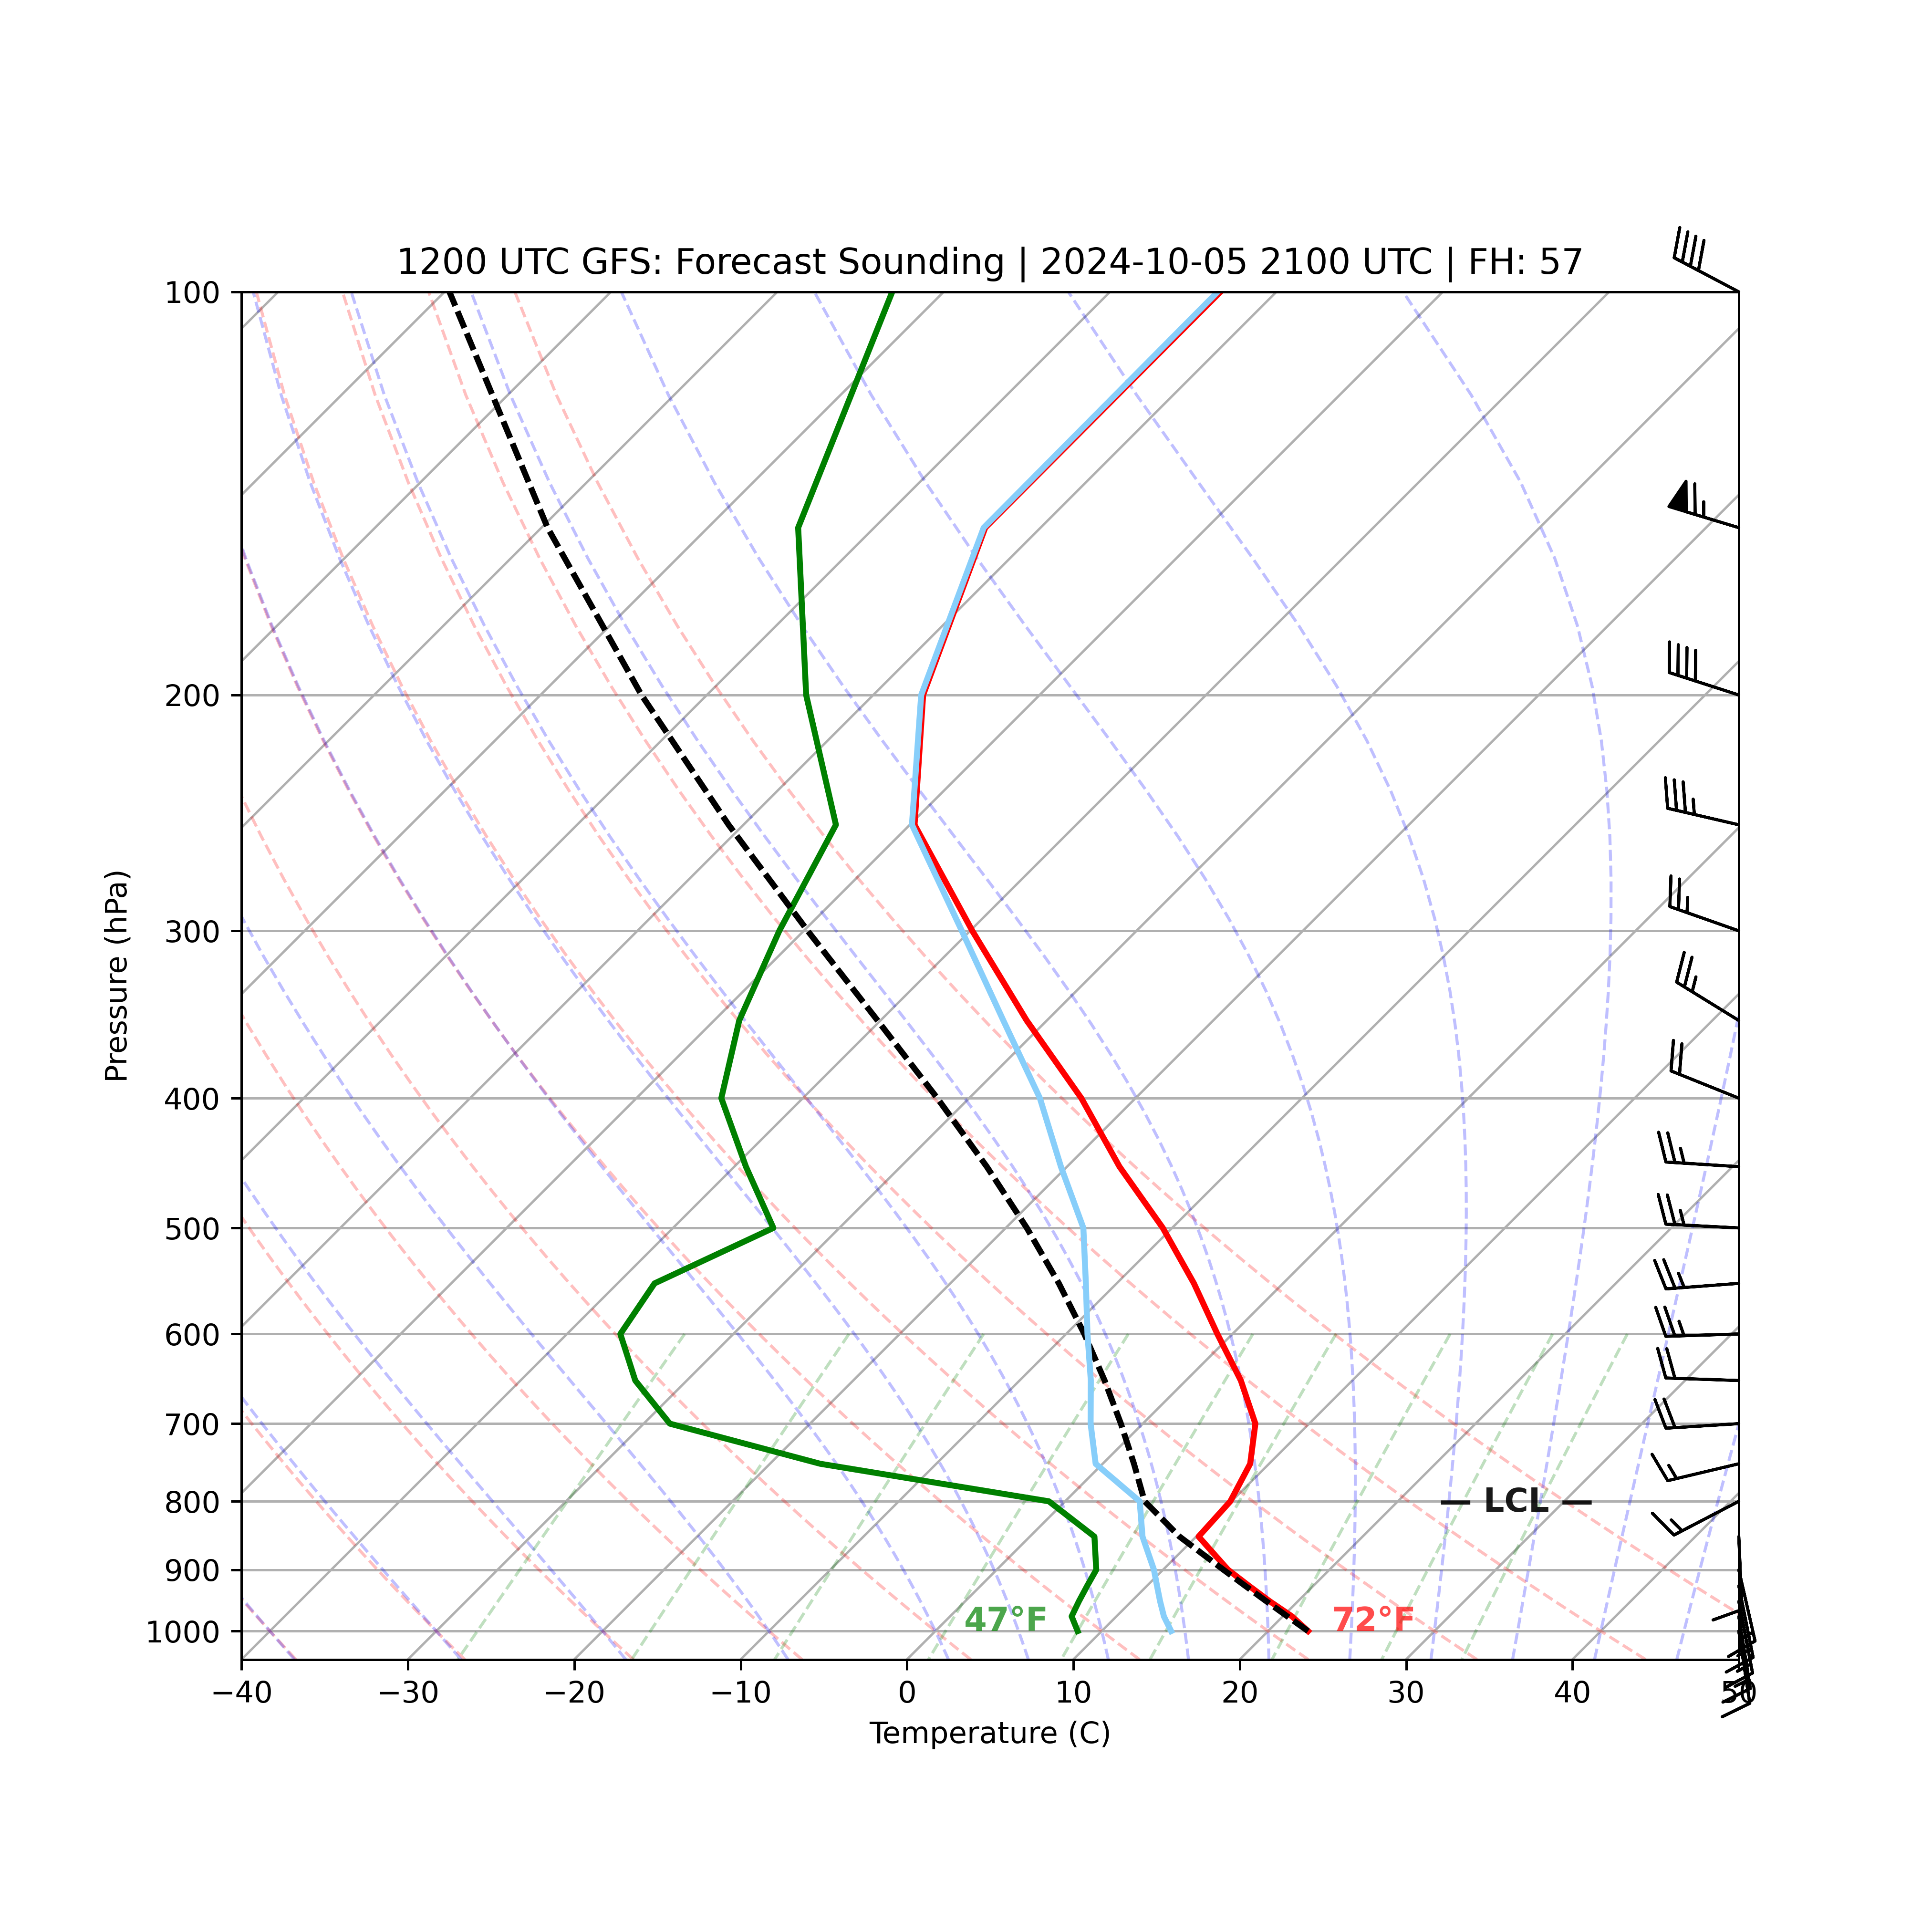 1200 UTC GFS: Forecast Sounding | 2024-10-05 2100 UTC | FH: 57
100
200
300
400
500
600
700
800
900
1000
Pressure (hPa)
— LCL —
47°F
72°F
−40 −30 −20 −10 0 10 20 30 40 50
Temperature (C)